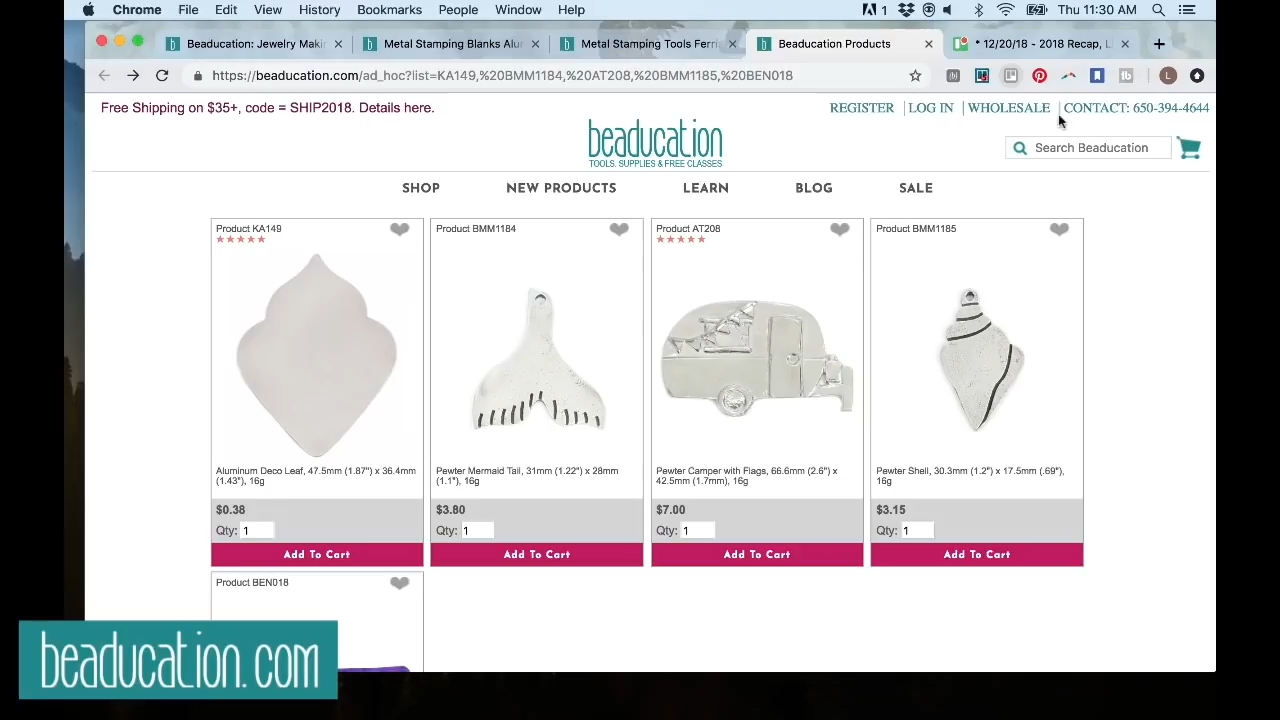 Chrome File Edit View History Bookmarks People Window Help
1 Thu 11:30 AM
Beaducation: Jewelry Makin
Metal Stamping Blanks Alur
Metal Stamping Tools Ferri
Beaducation Products
* 12/20/18 - 2018 Recap, L
https://beaducation.com/ad_hoc?list=KA149,%20BMM1184,%20AT208,%20BMM1185,%20BEN018
L
Free Shipping on $35+, code = SHIP2018. Details here.
REGISTER LOG IN WHOLESALE CONTACT: 650-394-4644
beaducation
TOOLS, SUPPLIES & FREE CLASSES
Search Beaducation
SHOP NEW PRODUCTS LEARN BLOG SALE
Product KA149
Aluminum Deco Leaf, 47.5mm (1.87") x 36.4mm
(1.43"), 16g
$0.38
Qty: 1
Add To Cart
Product BMM1184
Pewter Mermaid Tail, 31mm (1.22") x 28mm
(1.1"), 16g
$3.80
Qty: 1
Add To Cart
Product AT208
Pewter Camper with Flags, 66.6mm (2.6") x
42.5mm (1.7mm), 16g
$7.00
Qty: 1
Add To Cart
Product BMM1185
Pewter Shell, 30.3mm (1.2") x 17.5mm (.69"),
16g
$3.15
Qty: 1
Add To Cart
Product BEN018
beaducation.com